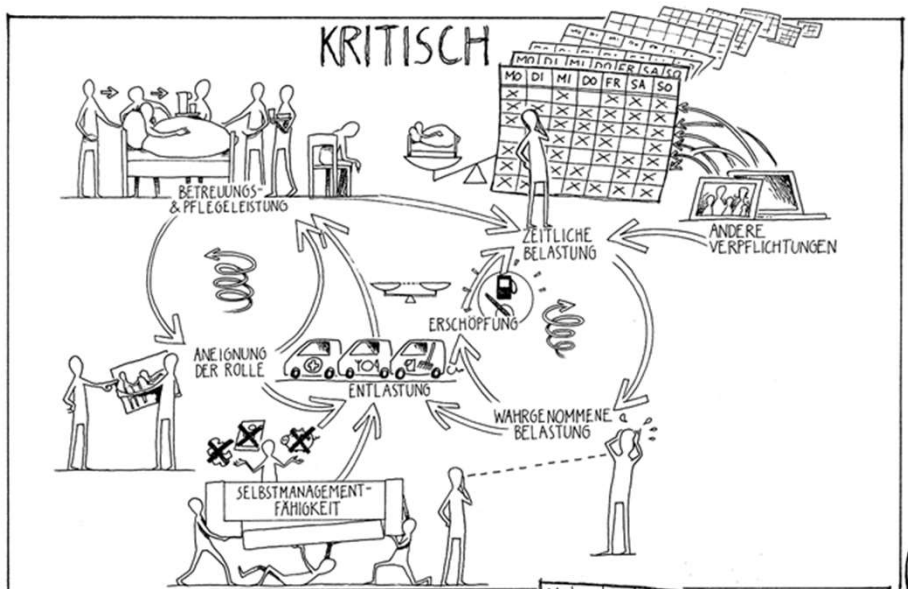 KRITISCH
MO DI MI DO FR SA SO
BETREUUNGS-
& PFLEGELEISTUNG
ZEITLICHE
BELASTUNG
ANDERE
VERPFLICHTUNGEN
ERSCHÖPFUNG
ANEIGNUNG
DER ROLLE
ENTLASTUNG
WAHRGENOMMENE
BELASTUNG
SELBSTMANAGEMENT-
FÄHIGKEIT